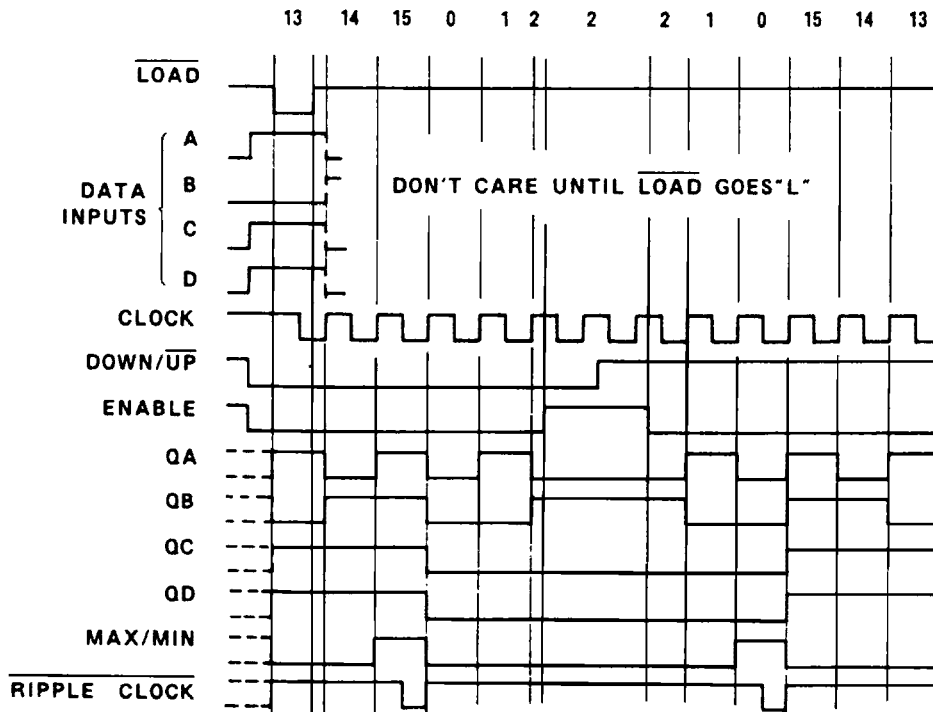 13 14 15 0 1 2 2 2 1 0 15 14 13
LOAD
A
B
DATA INPUTS
C
D
DON'T CARE UNTIL LOAD GOES"L"
CLOCK
DOWN/UP
ENABLE
QA
QB
QC
QD
MAX/MIN
RIPPLE CLOCK